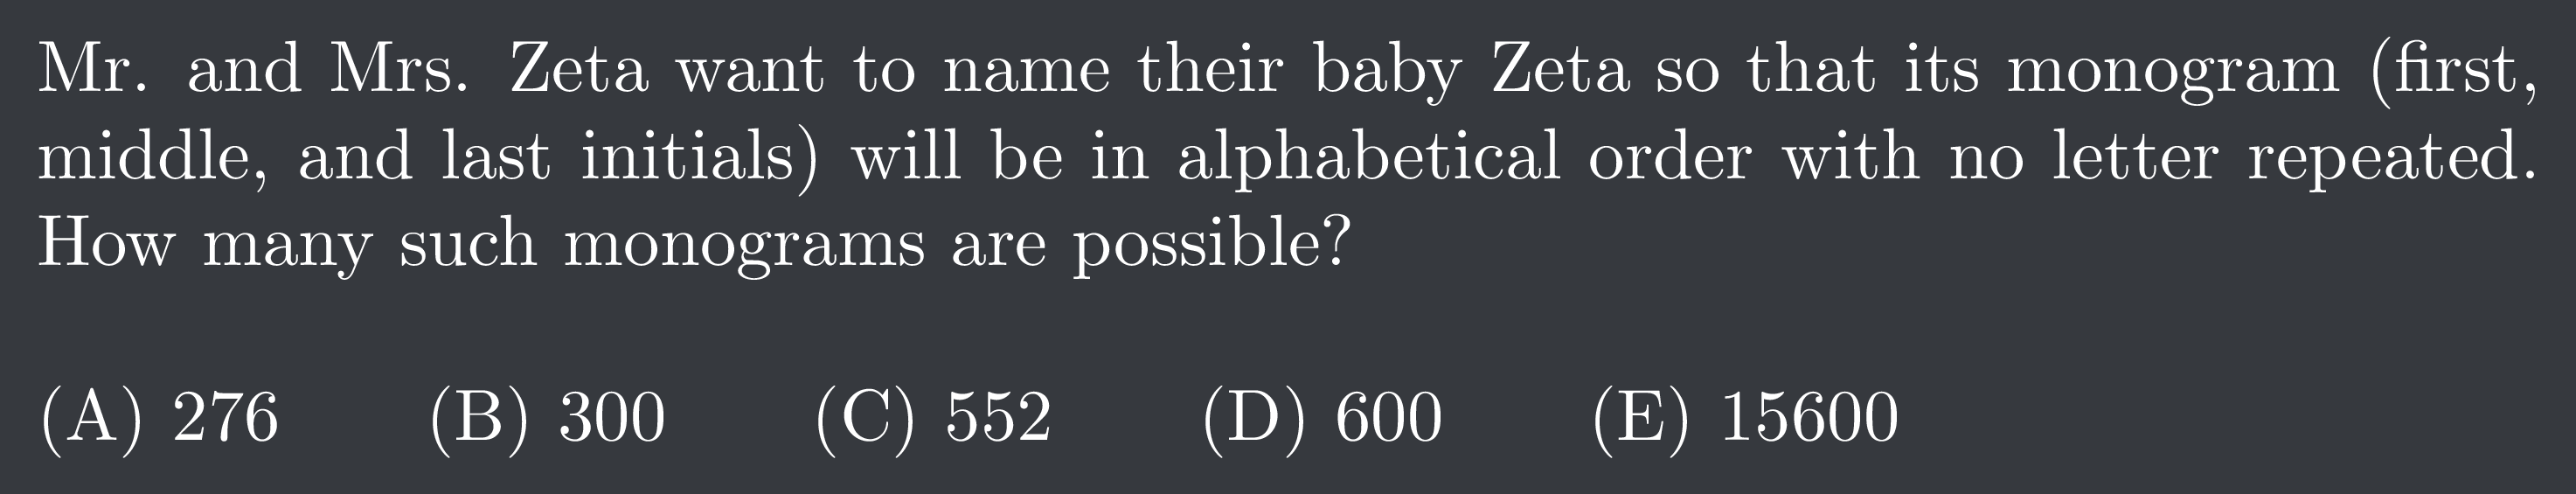 Mr. and Mrs. Zeta want to name their baby Zeta so that its monogram (first,
middle, and last initials) will be in alphabetical order with no letter repeated.
How many such monograms are possible?
(A) 276 (B) 300 (C) 552 (D) 600 (E) 15600